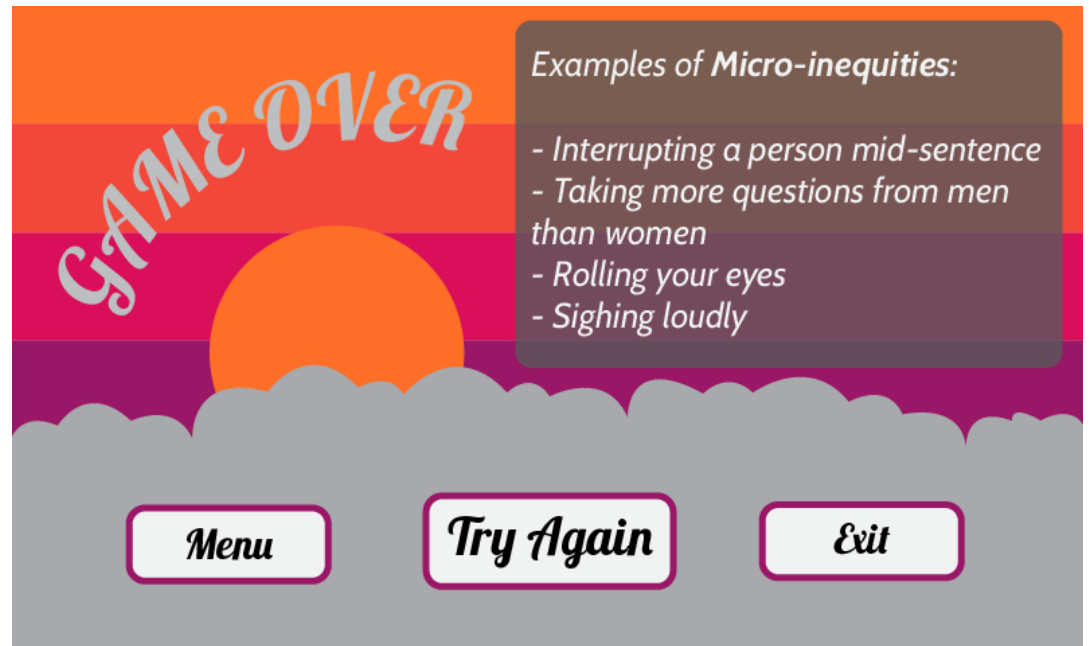 GAME OVER
Examples of Micro-inequities:
- Interrupting a person mid-sentence
- Taking more questions from men
than women
- Rolling your eyes
- Sighing loudly
Menu
Try Again
Exit